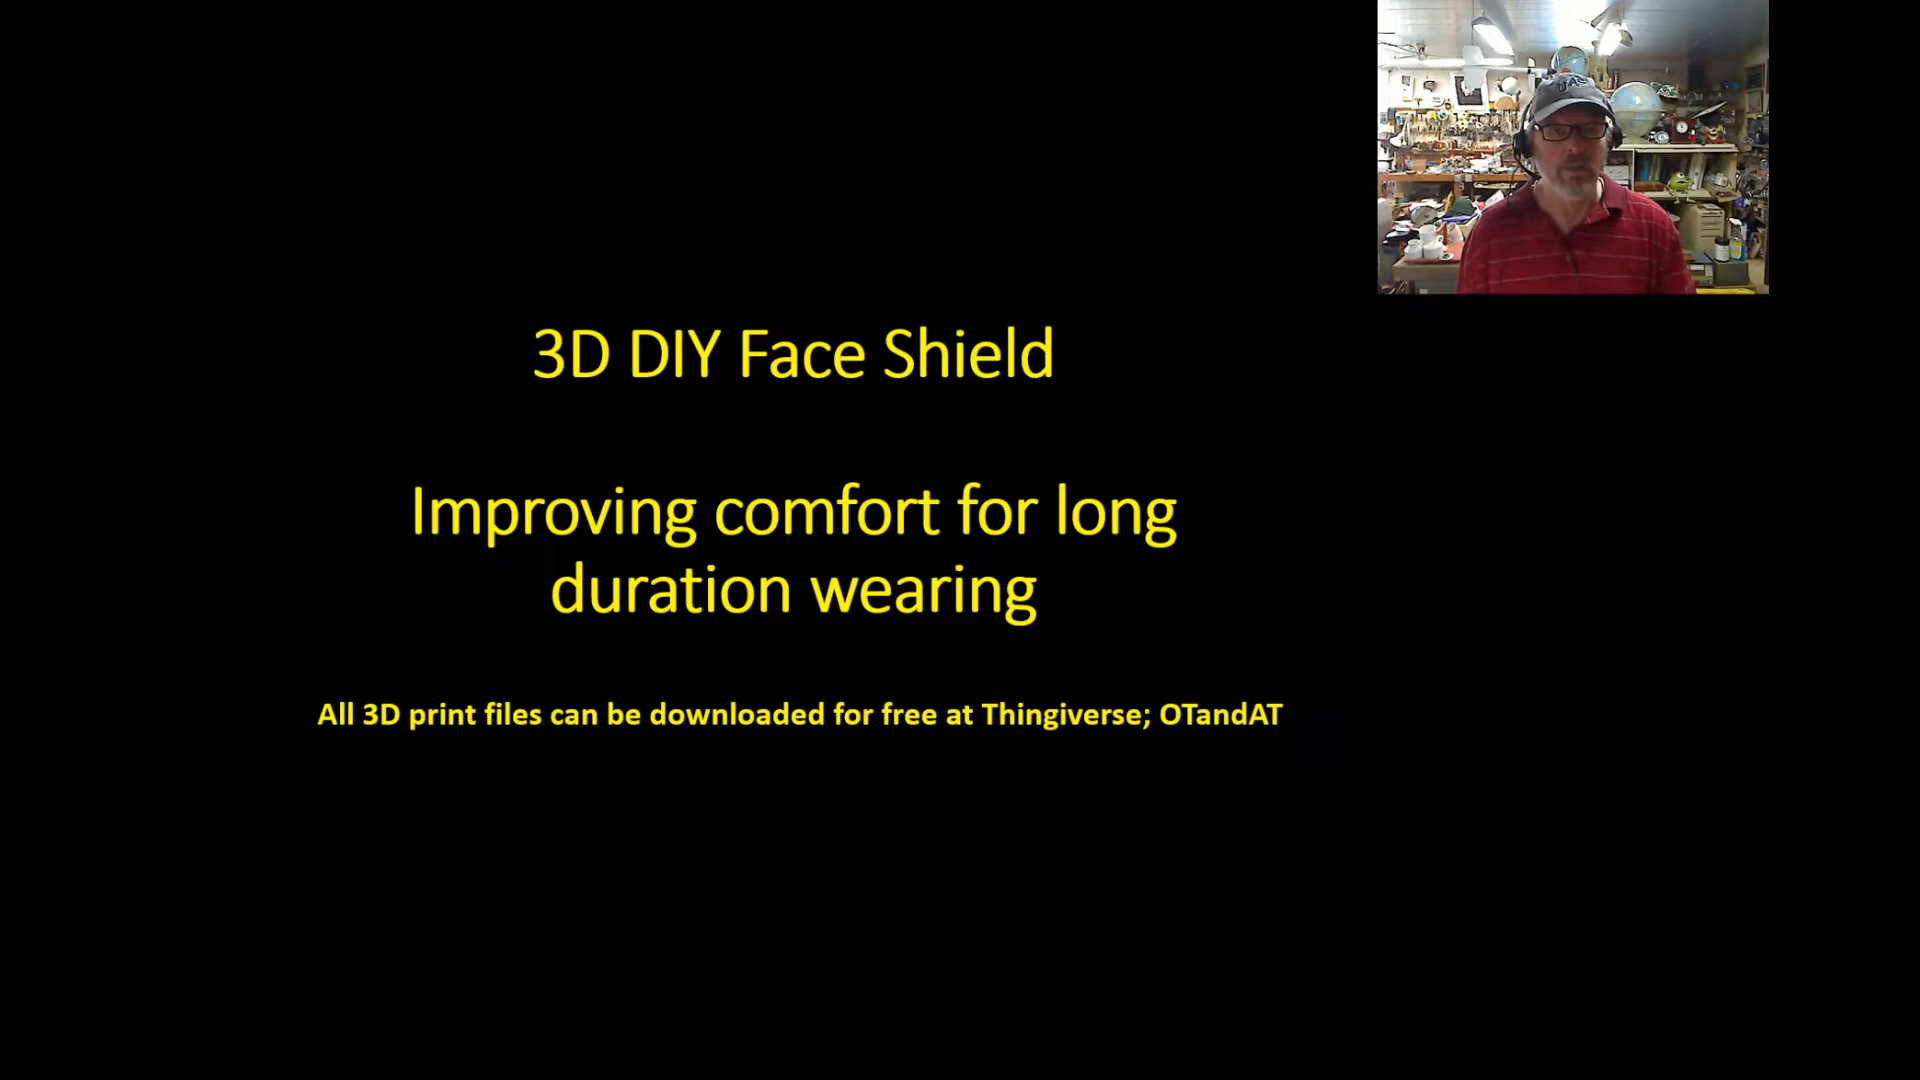 3D DIY Face Shield
Improving comfort for long
duration wearing
All 3D print files can be downloaded for free at Thingiverse; OTandAT